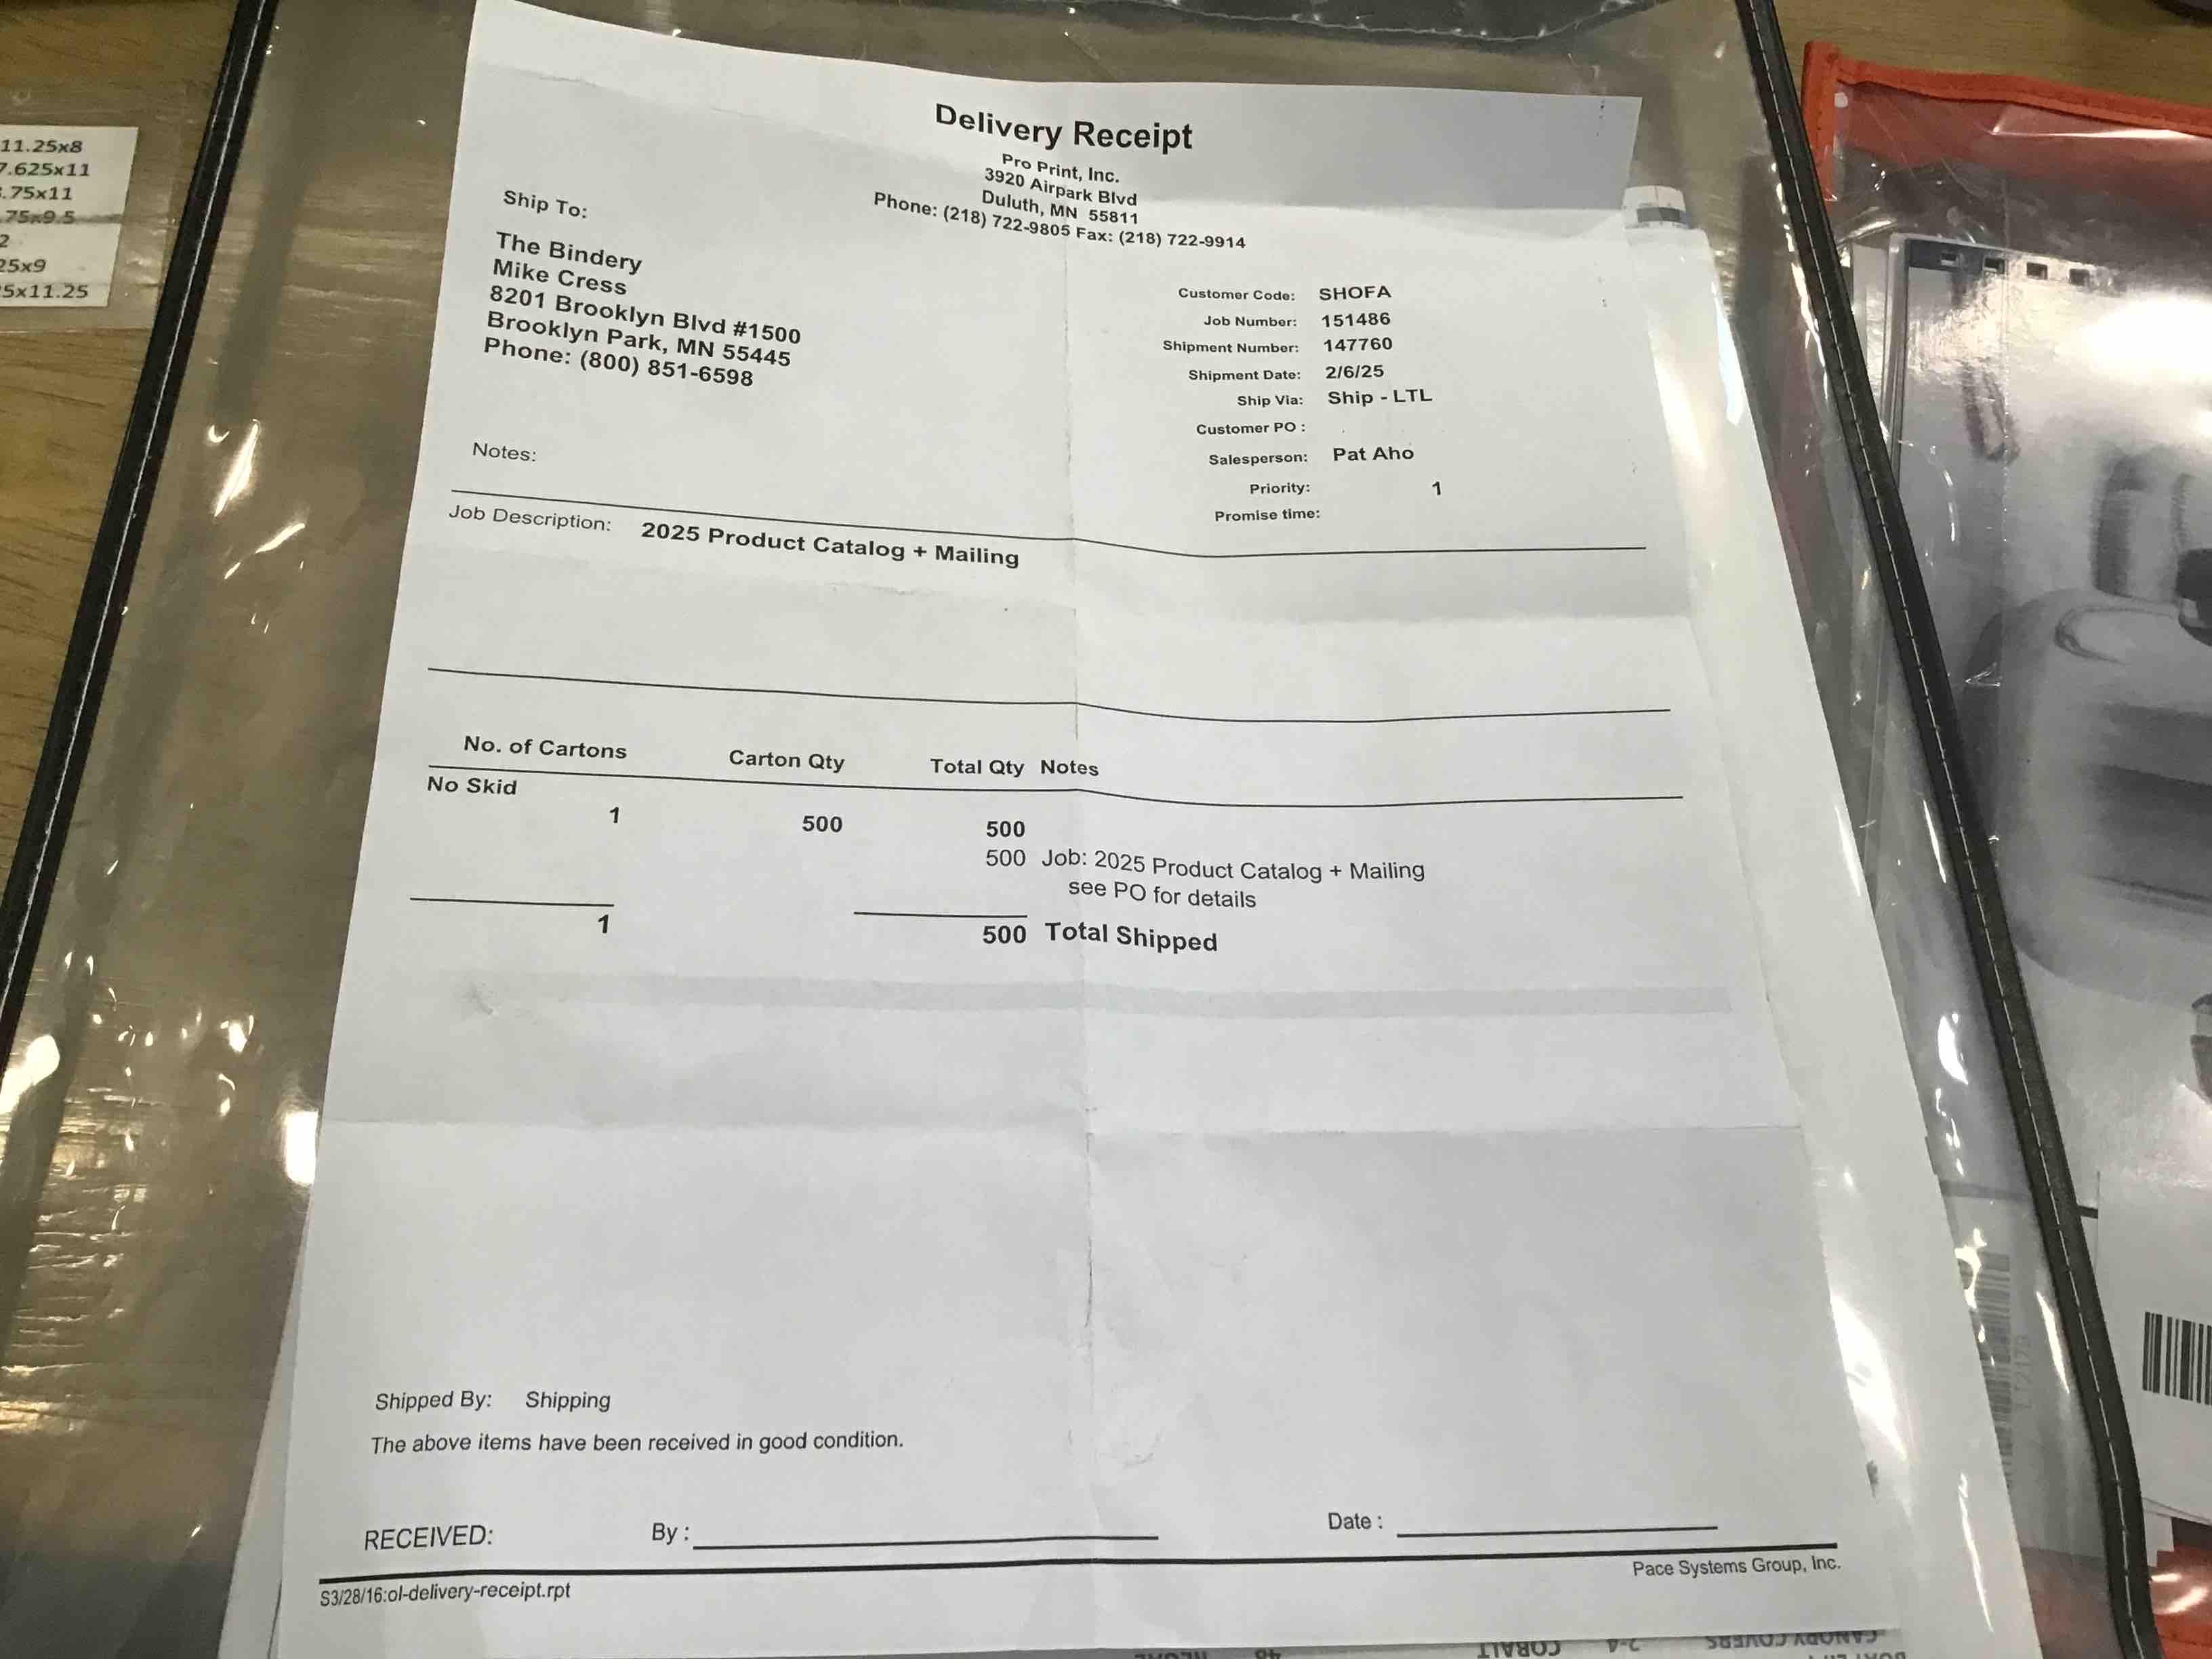 11.25x8
7.625x11
.75x11
.75x9.5
2
25x9
5x11.25
Delivery Receipt
Pro Print, Inc.
3920 Airpark Blvd
Duluth, MN 55811
Phone: (218) 722-9805 Fax: (218) 722-9914
Ship To:
The Bindery
Mike Cress
8201 Brooklyn Blvd #1500
Brooklyn Park, MN 55445
Phone: (800) 851-6598
Customer Code: SHOFA
Job Number: 151486
Shipment Number: 147760
Shipment Date: 2/6/25
Ship Via: Ship - LTL
Customer PO :
Salesperson: Pat Aho
Priority: 1
Promise time:
Notes:
Job Description: 2025 Product Catalog + Mailing
No. of Cartons Carton Qty Total Qty Notes
No Skid
1 500 500
500 Job: 2025 Product Catalog + Mailing
see PO for details
1 500 Total Shipped
Shipped By: Shipping
The above items have been received in good condition.
RECEIVED: By : Date :
Pace Systems Group, Inc.
S3/28/16:ol-delivery-receipt.rpt
48 COBALT 2-4 CANOPY COVERS